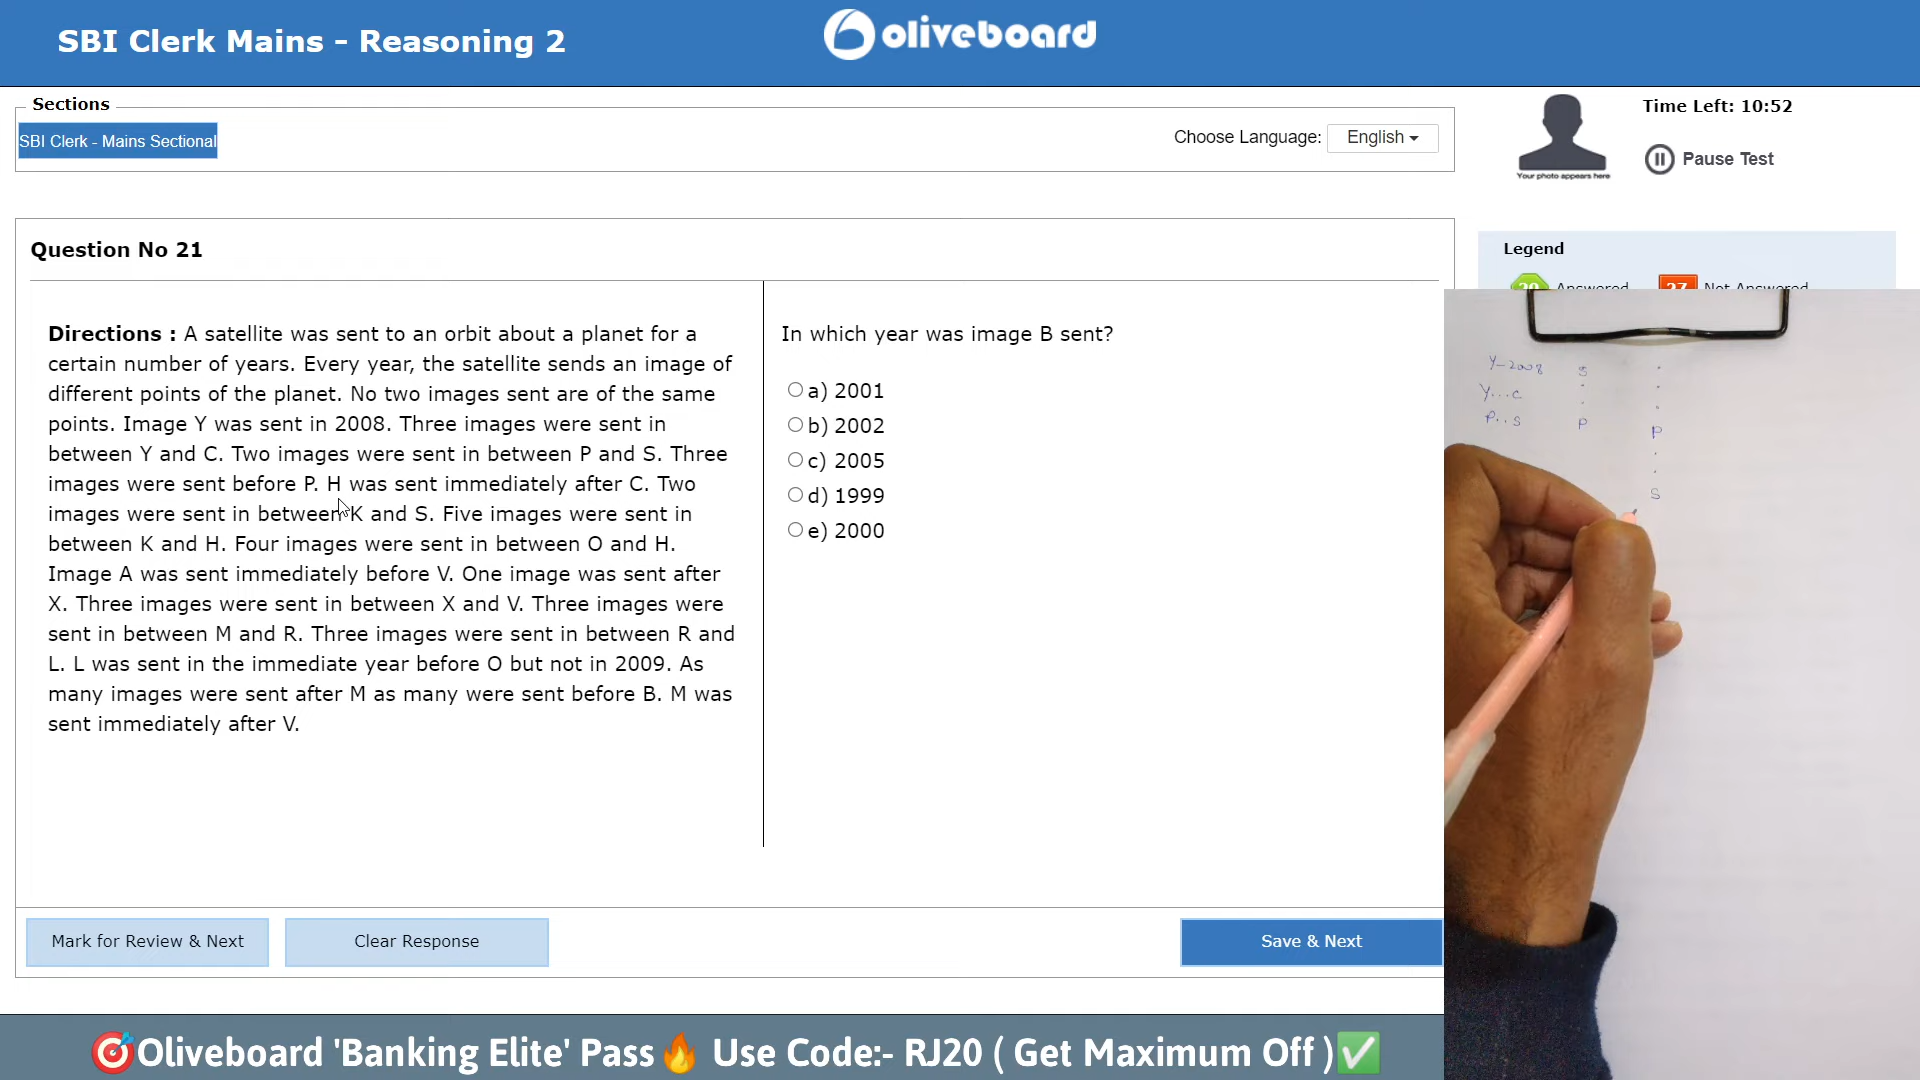 SBI Clerk Mains - Reasoning 2
oliveboard
Sections
SBI Clerk - Mains Sectional
Choose Language: English
Your photo appears here
Time Left: 10:52
Pause Test
Question No 21
Legend
Answered
Not Answered
Directions : A satellite was sent to an orbit about a planet for a
certain number of years. Every year, the satellite sends an image of
different points of the planet. No two images sent are of the same
points. Image Y was sent in 2008. Three images were sent in
between Y and C. Two images were sent in between P and S. Three
images were sent before P. H was sent immediately after C. Two
images were sent in between K and S. Five images were sent in
between K and H. Four images were sent in between O and H.
Image A was sent immediately before V. One image was sent after
X. Three images were sent in between X and V. Three images were
sent in between M and R. Three images were sent in between R and
L. L was sent in the immediate year before O but not in 2009. As
many images were sent after M as many were sent before B. M was
sent immediately after V.
In which year was image B sent?
a) 2001
b) 2002
c) 2005
d) 1999
e) 2000
Y-2008
Y...C
P..S
S
P
P
S
Mark for Review & Next
Clear Response
Save & Next
Oliveboard 'Banking Elite' Pass Use Code:- RJ20 ( Get Maximum Off )